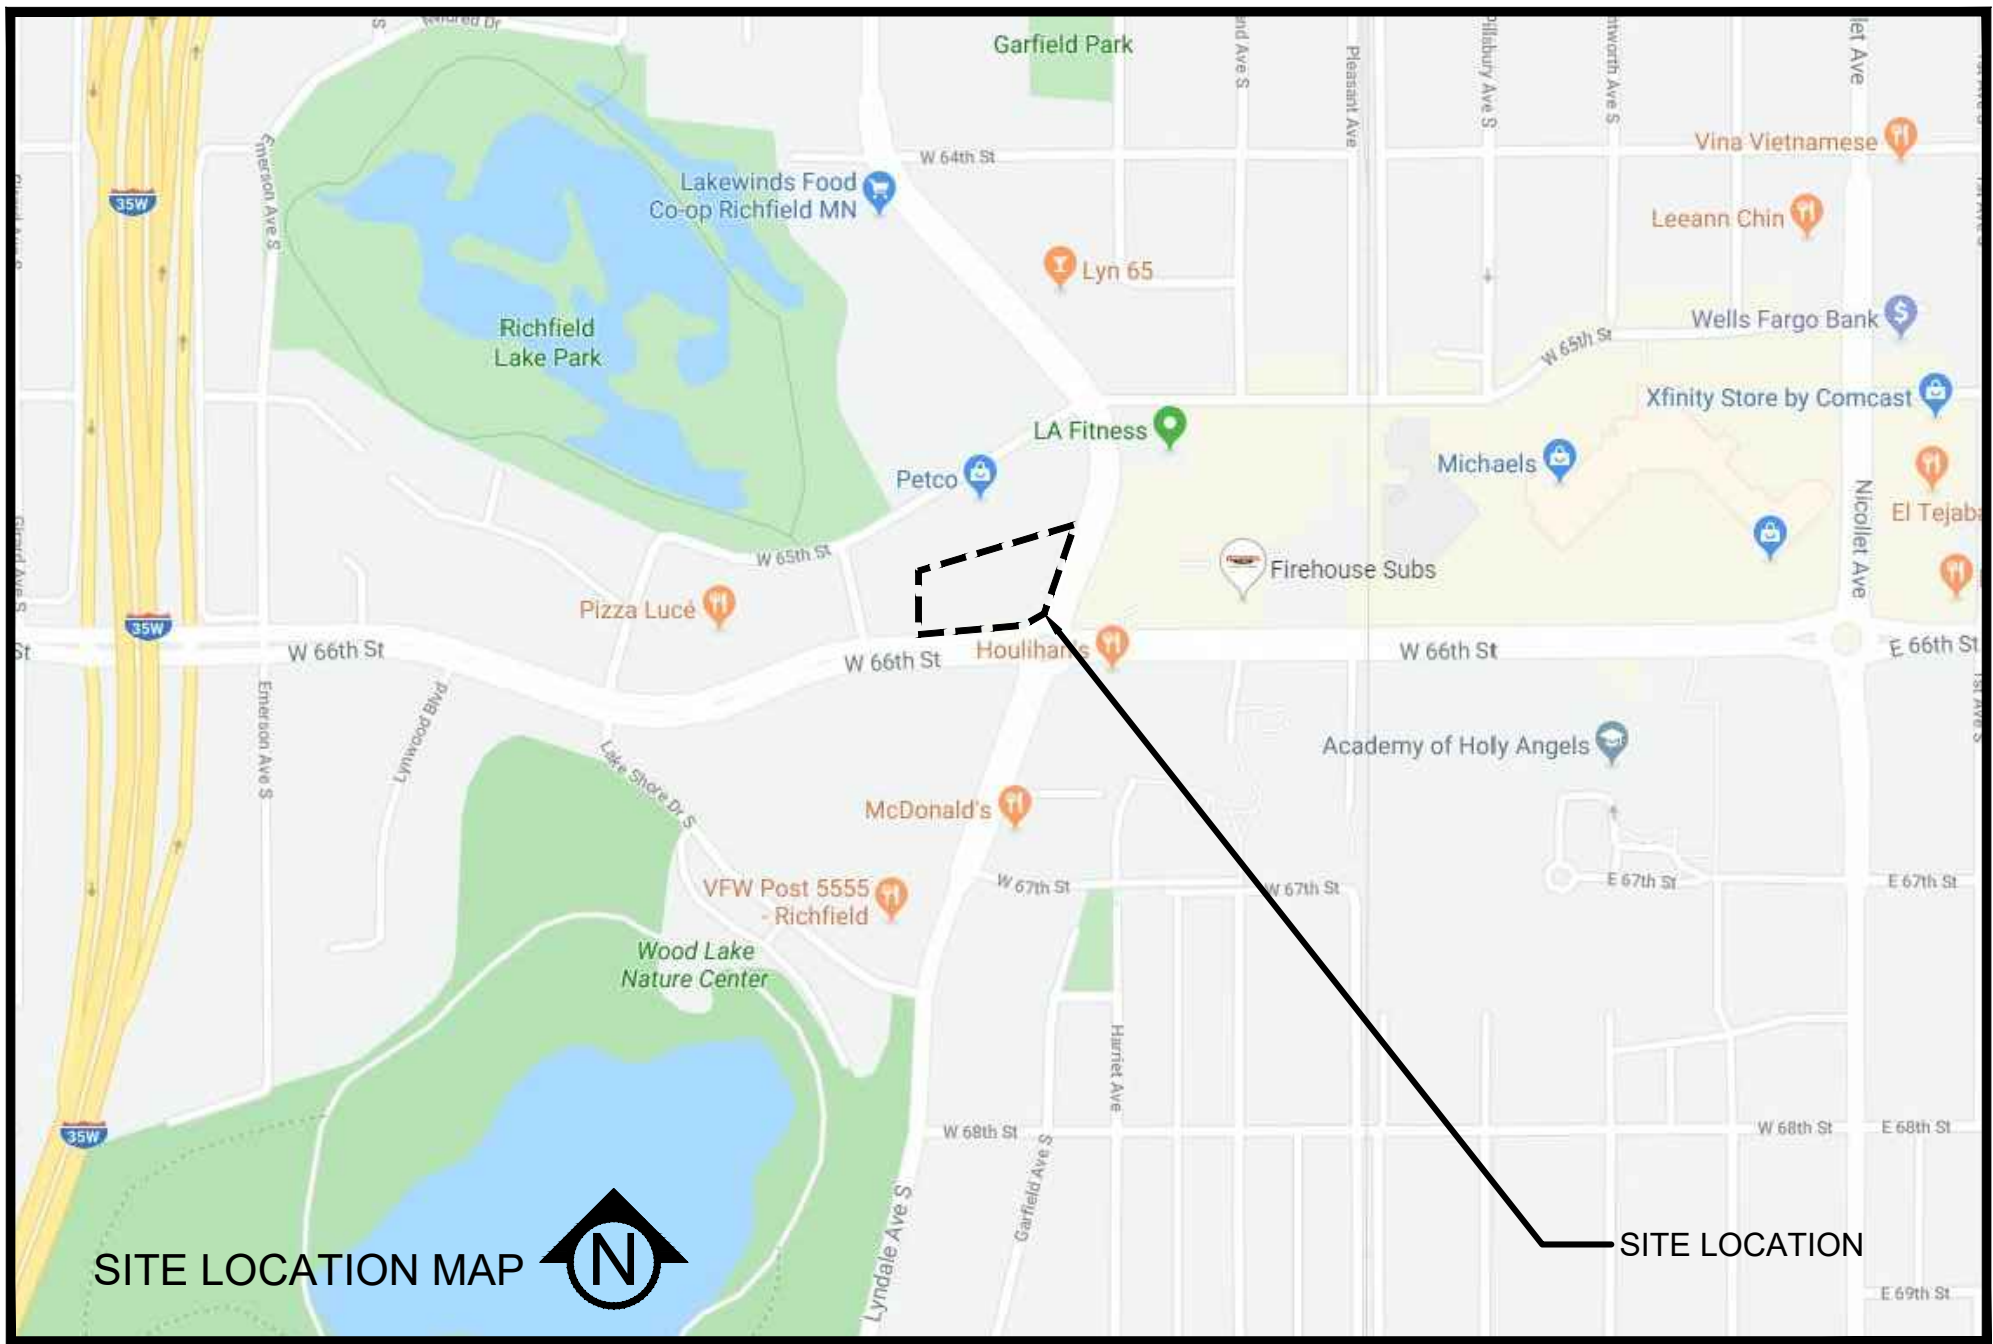 Garfield Park
Pleasant Ave
Pillsbury Ave S
Vina Vietnamese
W 64th St
Emerson Ave S
35W
Lakewinds Food
Co-op Richfield MN
Leeann Chin
Lyn 65
Richfield
Lake Park
Wells Fargo Bank
W 65th St
Xfinity Store by Comcast
LA Fitness
Michaels
Petco
Nicollet Ave
W 65th St
Firehouse Subs
Pizza Lucé
35W
W 66th St
W 66th St
Houlihan's
W 66th St
E 66th St
Emerson Ave S
Lynwood Blvd
Lake Shore Dr S
Academy of Holy Angels
McDonald's
VFW Post 5555
- Richfield
W 67th St
W 67th St
E 67th St
E 67th St
Wood Lake
Nature Center
Harriet Ave
35W
W 68th St
W 68th St
E 68th St
Garfield Ave S
Lyndale Ave S
SITE LOCATION MAP
N
SITE LOCATION
E 69th St